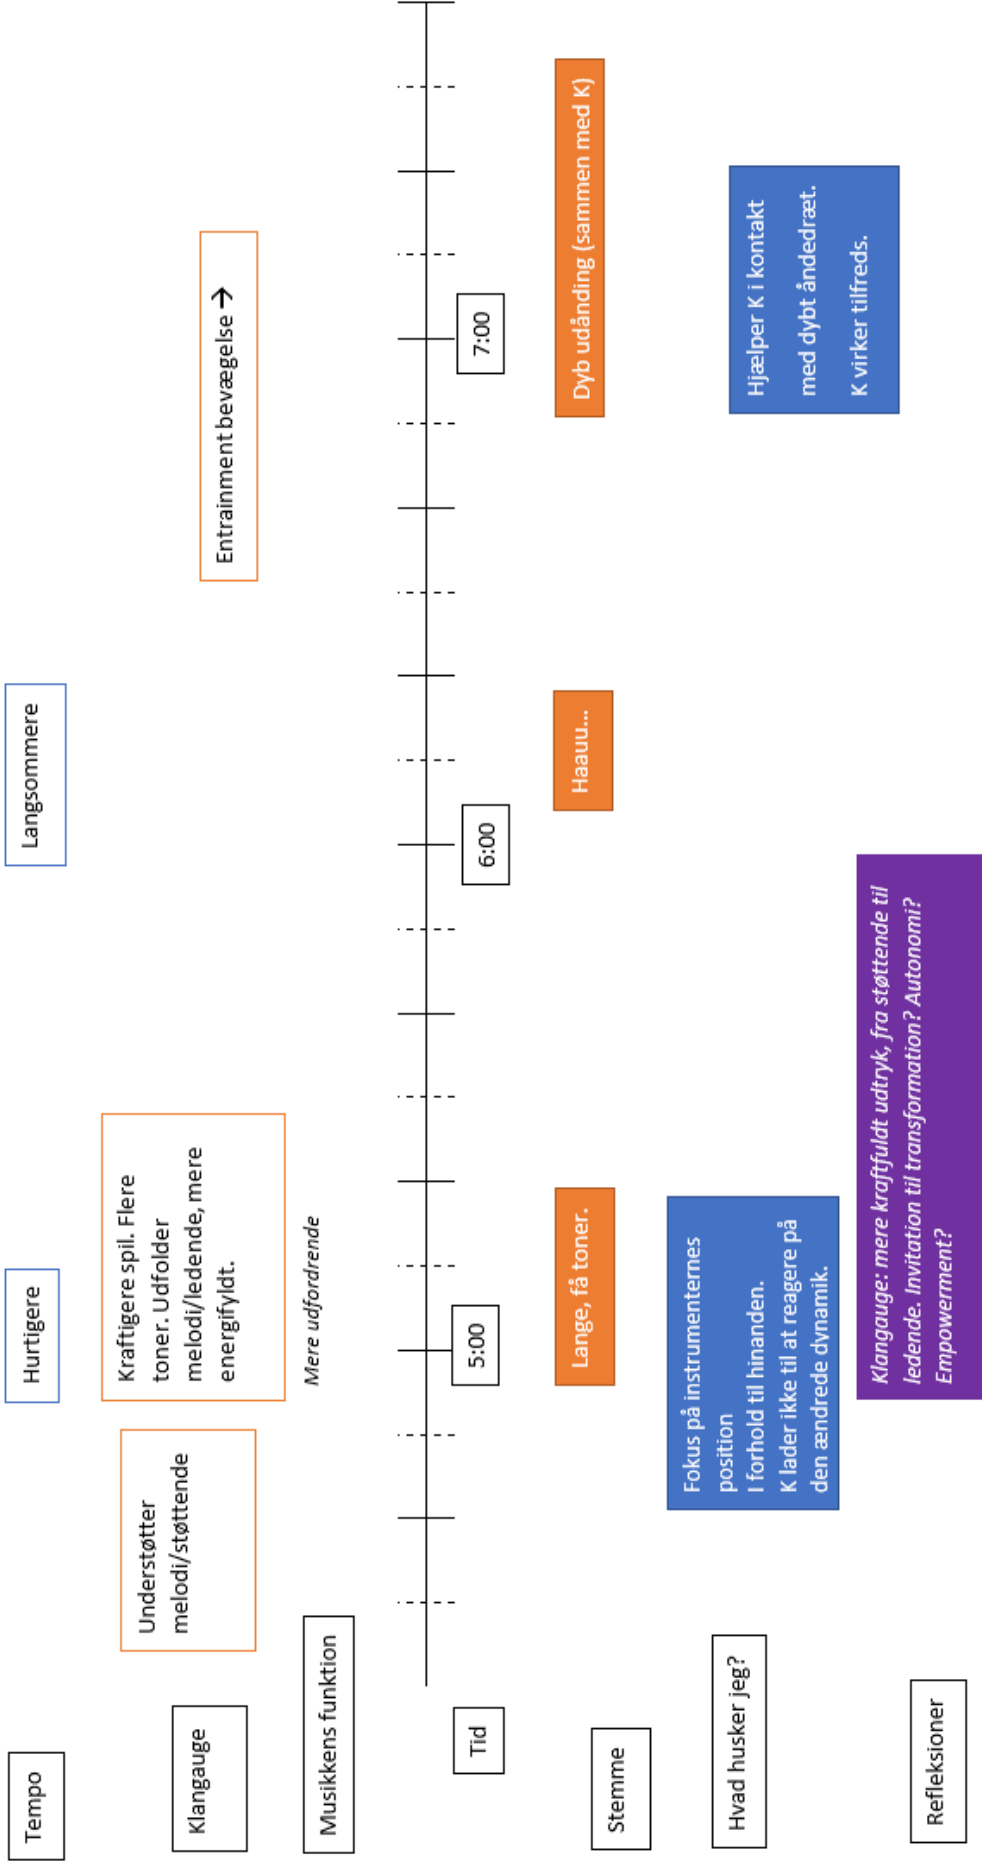 Tempo
Hurtigere
Langsommere
Klangauge
Understøtter
melodi/støttende
Kraftigere spil. Flere
toner. Udfolder
melodi/ledende, mere
energifyldt.
Entrainment bevægelse →
Musikkens funktion
Mere udfordrende
Tid
5:00
6:00
7:00
Stemme
Lange, få toner.
Haauu...
Dyb udånding (sammen med K)
Hvad husker jeg?
Fokus på instrumenternes
position
I forhold til hinanden.
K lader ikke til at reagere på
den ændrede dynamik.
Hjælper K i kontakt
med dybt åndedræt.
K virker tilfreds.
Refleksioner
Klangauge: mere kraftfuldt udtryk, fra støttende til
ledende. Invitation til transformation? Autonomi?
Empowerment?